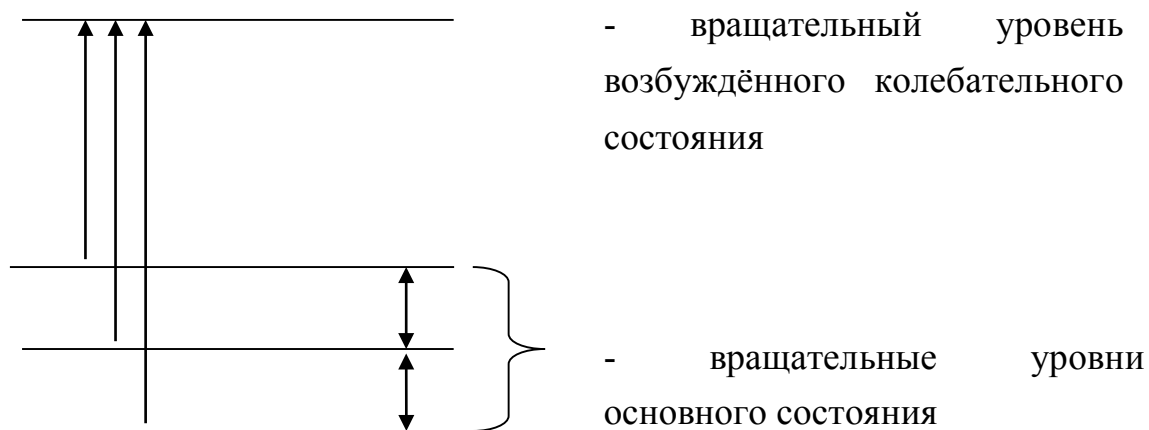 - вращательный уровень
возбуждённого колебательного
состояния
- вращательные уровни
основного состояния